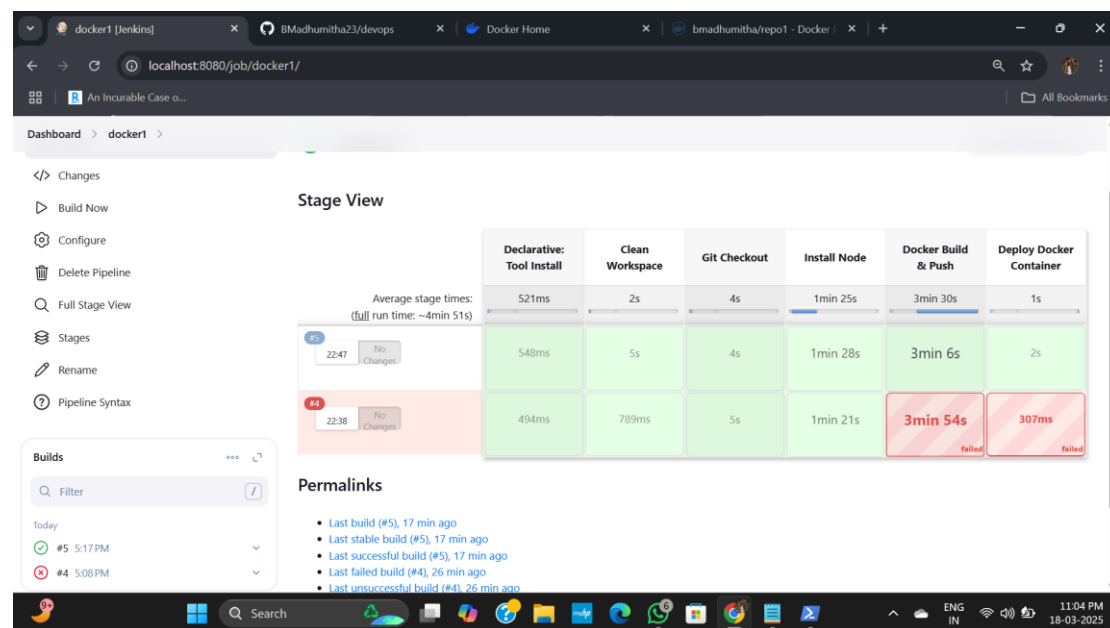 docker1 [Jenkins]
BMadhumitha23/devops
Docker Home
bmadhumitha/repo1 - Docker
localhost:8080/job/docker1/
An Incurable Case o...
All Bookmarks
Dashboard > docker1 >
Changes
Build Now
Configure
Delete Pipeline
Full Stage View
Stages
Rename
Pipeline Syntax
Builds
Filter /
Today
#5 5:17 PM
#4 5:08 PM
Stage View
Declarative: Tool Install
Clean Workspace
Git Checkout
Install Node
Docker Build & Push
Deploy Docker Container
Average stage times:
(full run time: ~4min 51s)
521ms 2s 4s 1min 25s 3min 30s 1s
#5
22:47
No Changes
548ms 5s 4s 1min 28s 3min 6s 2s
#4
22:38
No Changes
494ms 789ms 5s 1min 21s 3min 54s failed 307ms failed
Permalinks
Last build (#5), 17 min ago
Last stable build (#5), 17 min ago
Last successful build (#5), 17 min ago
Last failed build (#4), 26 min ago
Last unsuccessful build (#4), 26 min ago
9+
Search
6
ENG
IN
11:04 PM
18-03-2025